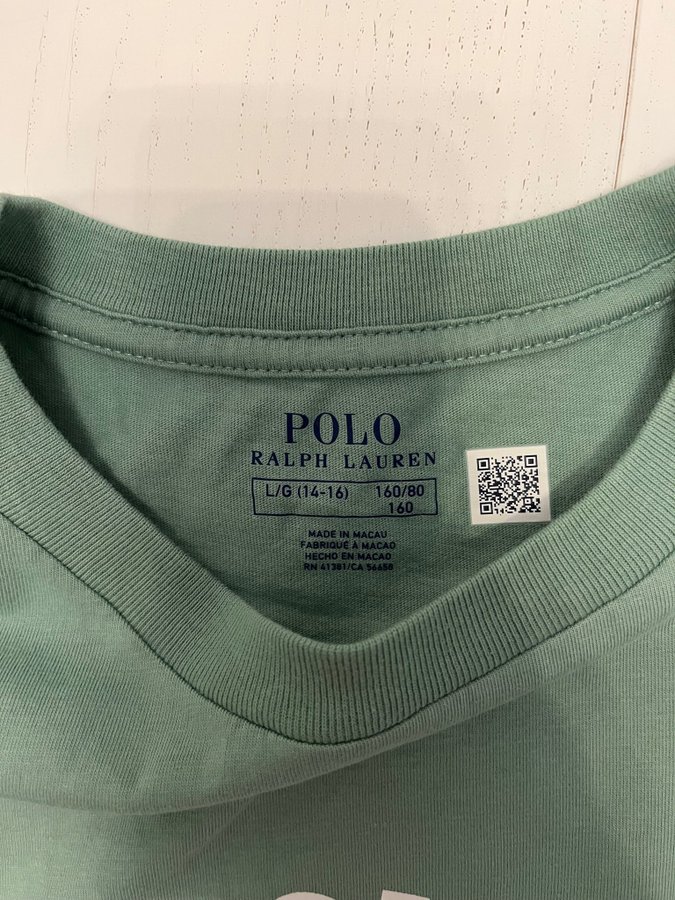 POLO
RALPH LAUREN
L/G (14-16) 160/80
160
MADE IN MACAU
FABRIQUÉ À MACAO
HECHO EN MACAO
RN 41381/CA 56658